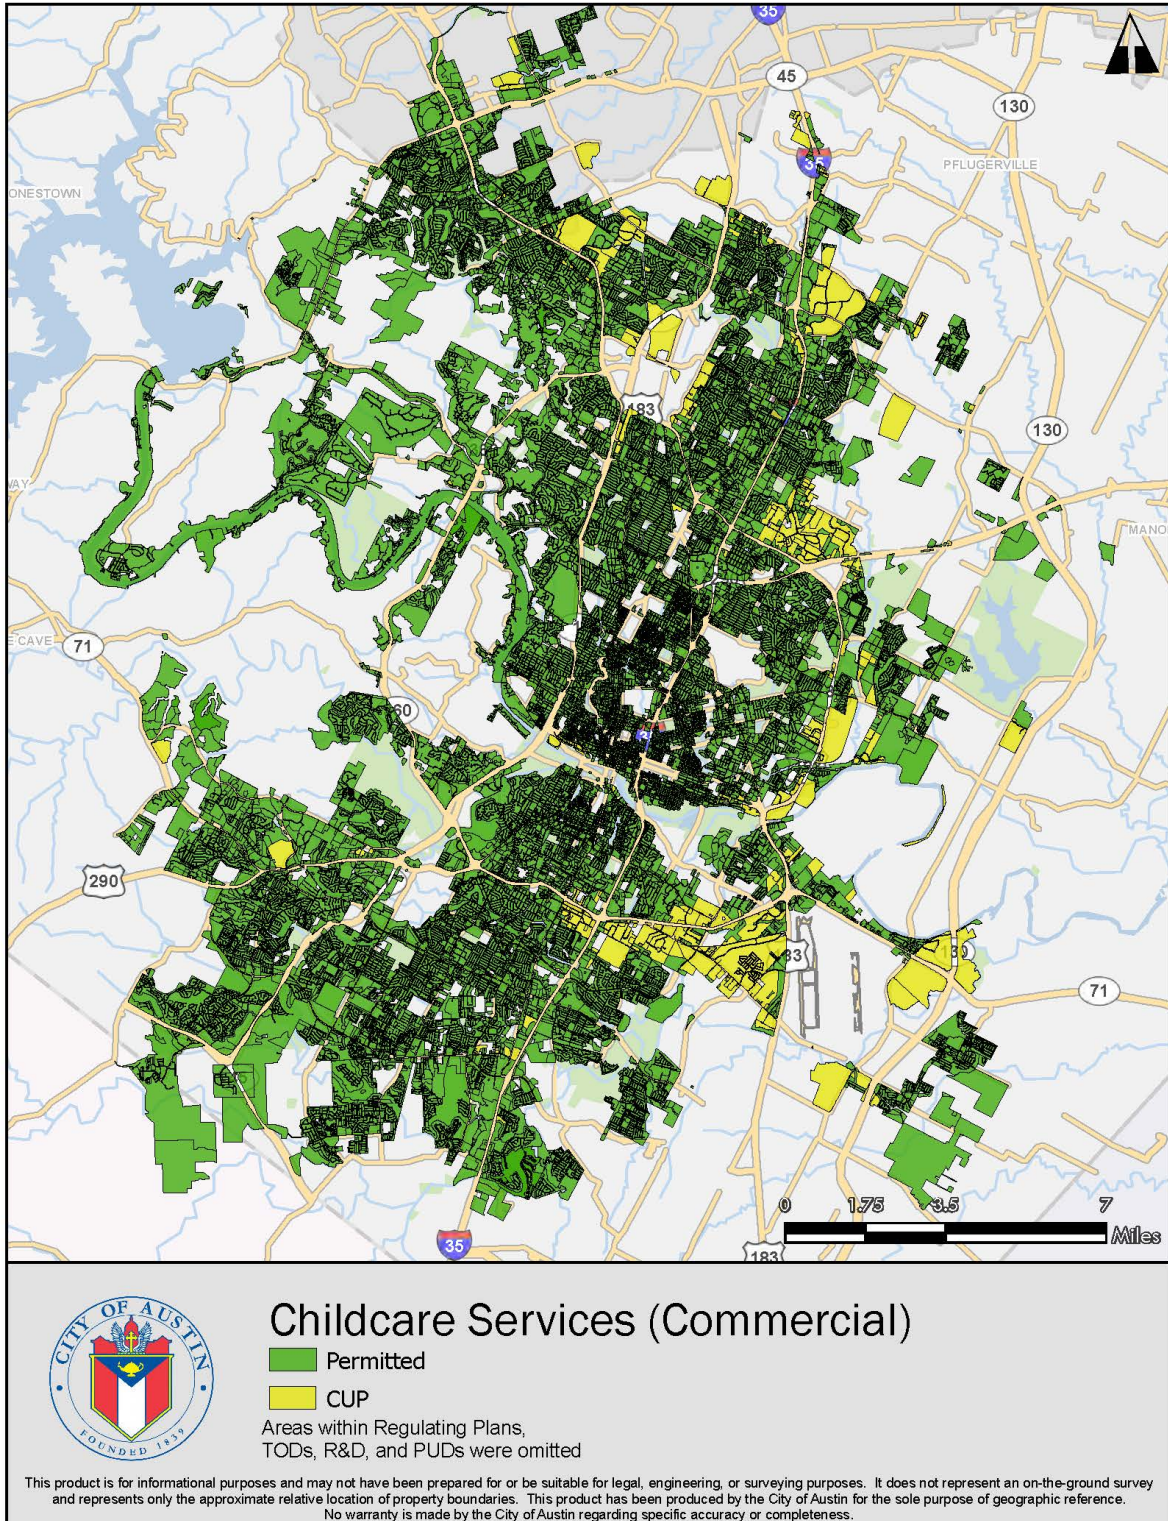 35
45
130
35
PFLUGERVILLE
ONESTOWN
183
130
WAY
MANO
E CAVE
71
60
35
290
183
130
71
0 1.75 3.5 7
Miles
35
183
CITY OF AUSTIN
FOUNDED 1839
Childcare Services (Commercial)
Permitted
CUP
Areas within Regulating Plans,
TODs, R&D, and PUDs were omitted
This product is for informational purposes and may not have been prepared for or be suitable for legal, engineering, or surveying purposes. It does not represent an on-the-ground survey
and represents only the approximate relative location of property boundaries. This product has been produced by the City of Austin for the sole purpose of geographic reference.
No warranty is made by the City of Austin regarding specific accuracy or completeness.